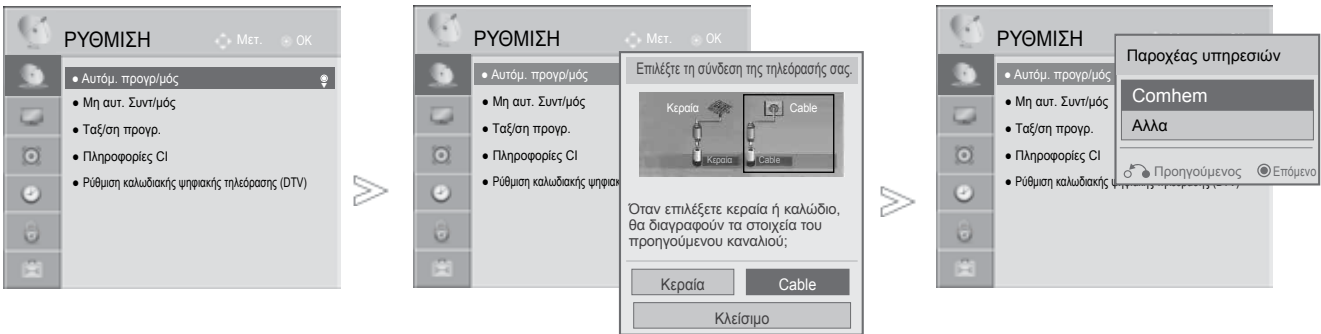 ΡΥΘΜΙΣΗ
Μετ. OK
● Αυτόμ. προγρ/μός
● Μη αυτ. Συντ/μός
● Ταξ/ση προγρ.
● Πληροφορίες CI
● Ρύθμιση καλωδιακής ψηφιακής τηλεόρασης (DTV)
ΡΥΘΜΙΣΗ
Μετ. OK
● Αυτόμ. προγρ/μός
● Μη αυτ. Συντ/μός
● Ταξ/ση προγρ.
● Πληροφορίες CI
● Ρύθμιση καλωδιακής ψηφιακ
Επιλέξτε τη σύνδεση της τηλεόρασής σας.
Κεραία Cable
Κεραία Cable
Όταν επιλέξετε κεραία ή καλώδιο,
θα διαγραφούν τα στοιχεία του
προηγούμενου καναλιού;
Κεραία Cable
Κλείσιμο
ΡΥΘΜΙΣΗ
● Αυτόμ. προγρ/μός
● Μη αυτ. Συντ/μός
● Ταξ/ση προγρ.
● Πληροφορίες CI
● Ρύθμιση καλωδιακής
Παροχέας υπηρεσιών
Comhem
Αλλα
Προηγούμενος Επόμενο